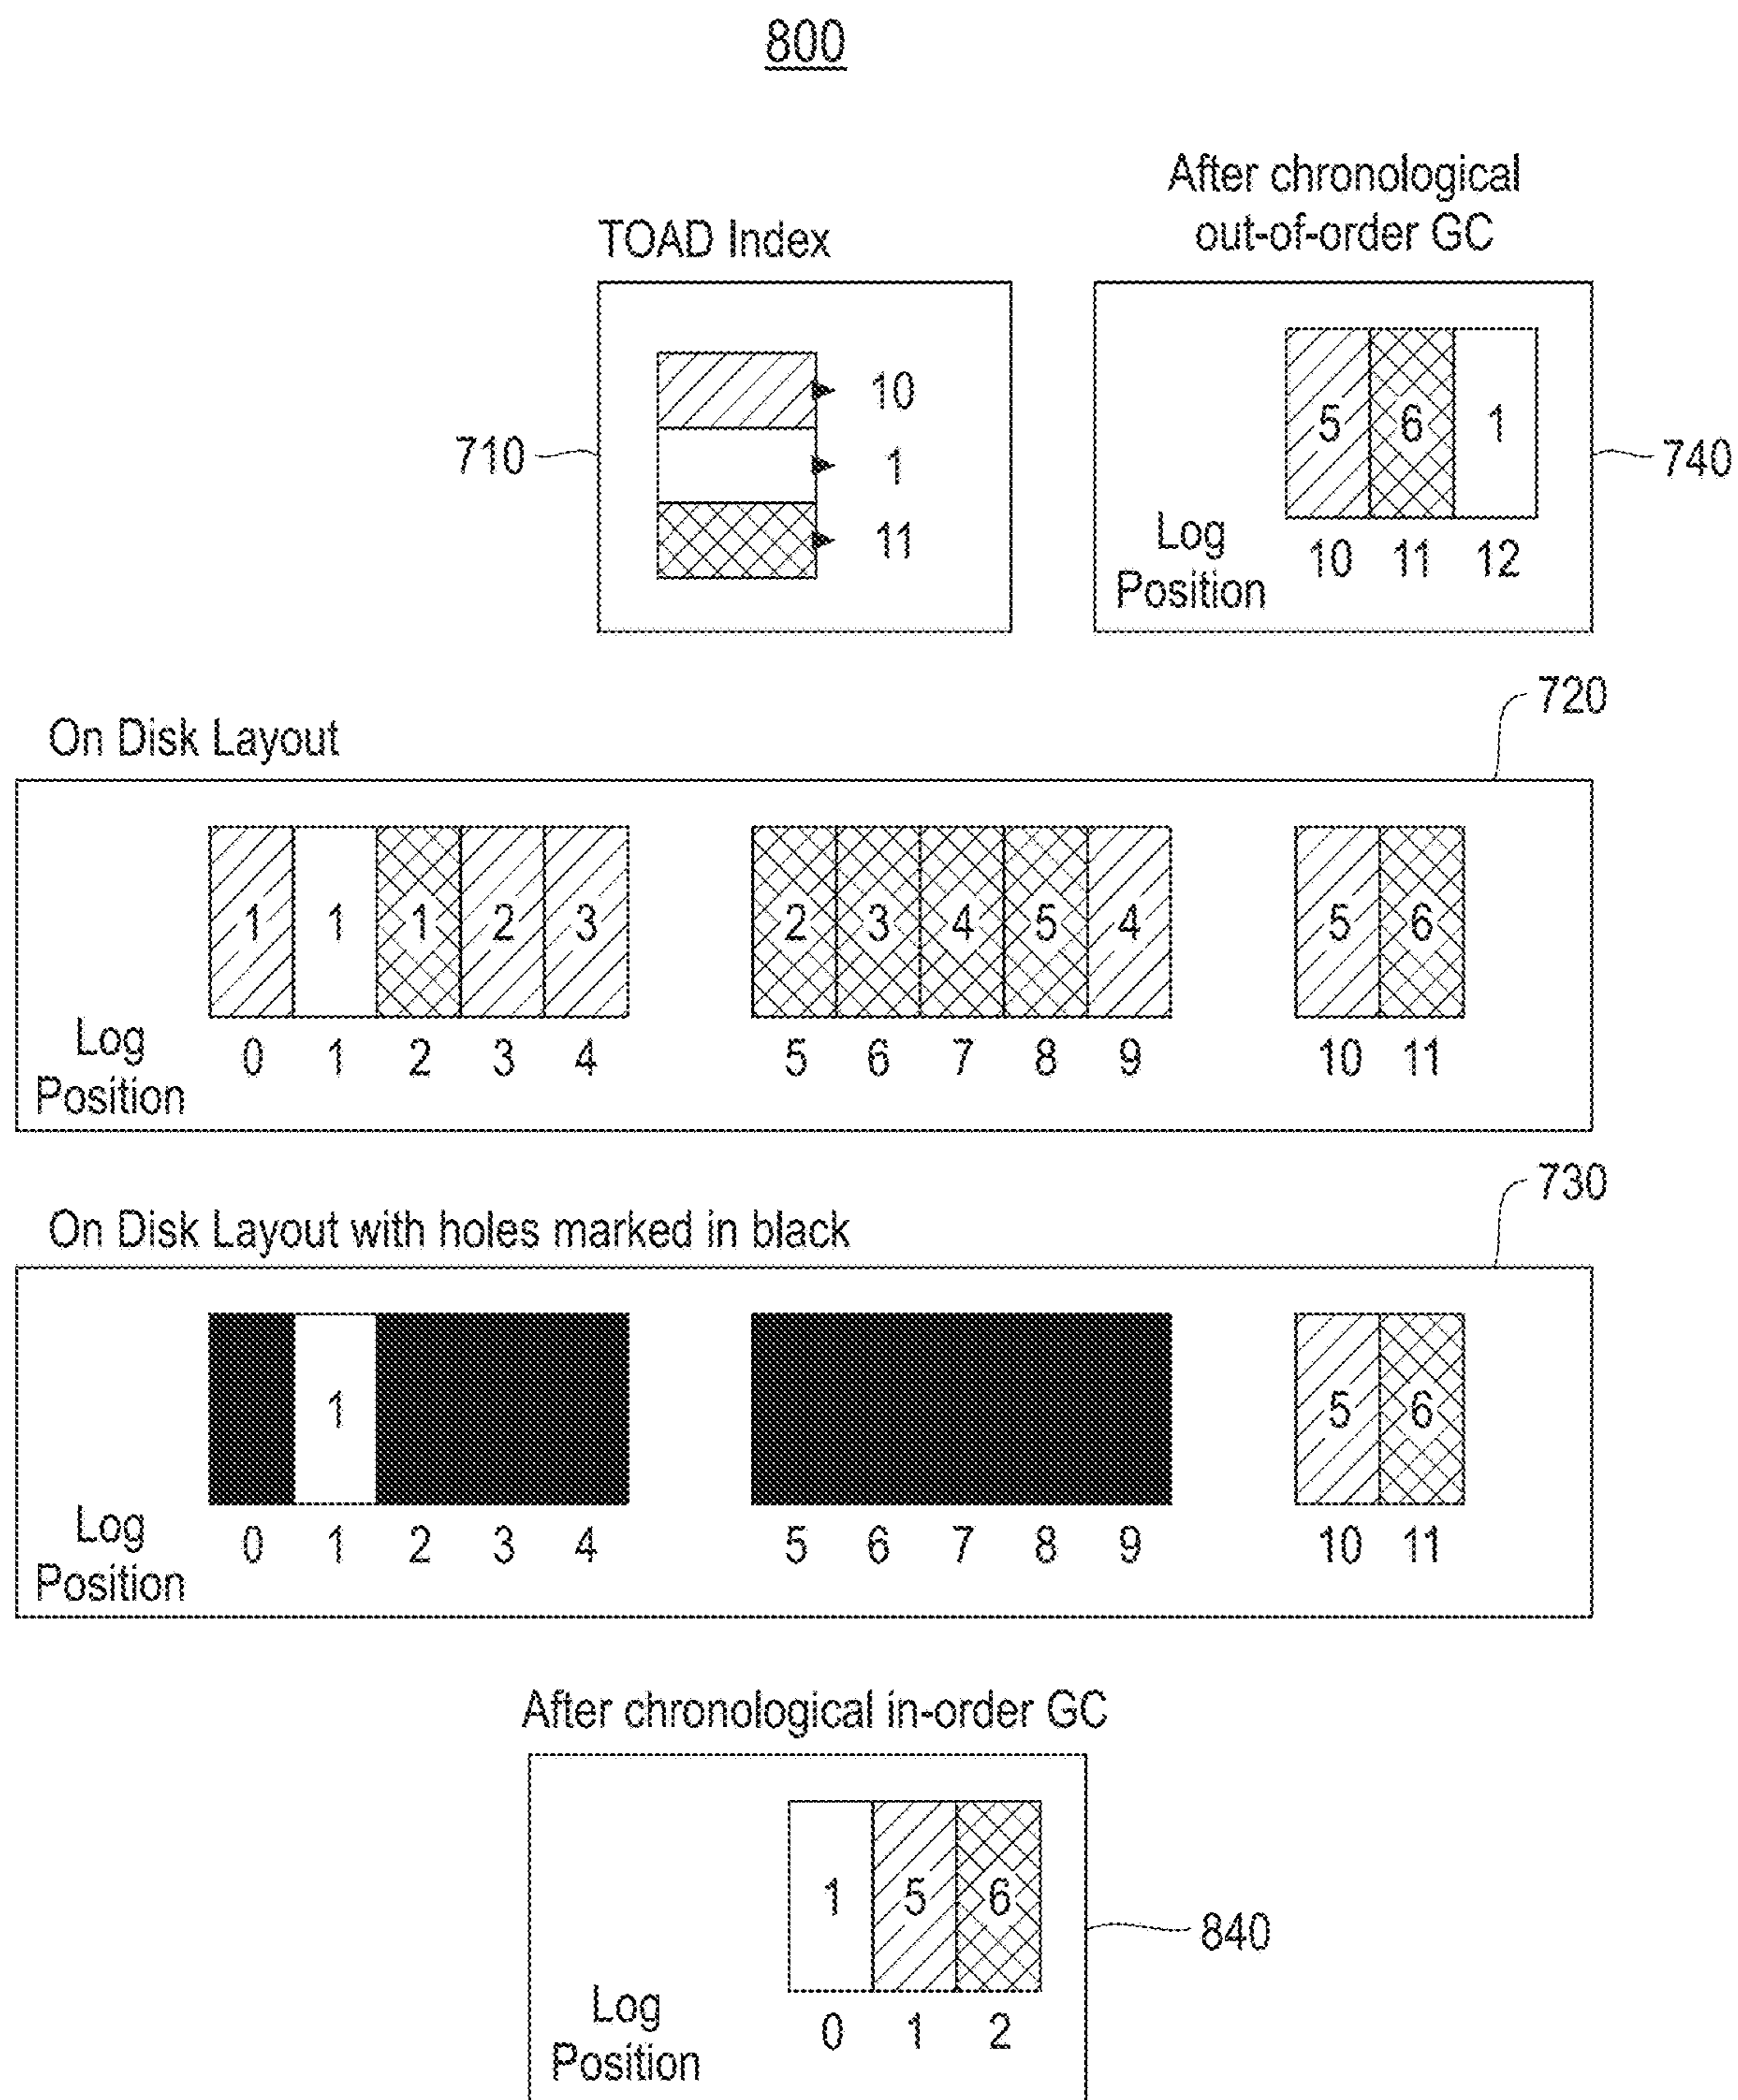 800
TOAD Index
10
1
11
710
After chronological
out-of-order GC
5 6 1
Log
Position
10 11 12
740
720
On Disk Layout
1 1 1 2 3 2 3 4 5 4 5 6
Log
Position
0 1 2 3 4 5 6 7 8 9 10 11
730
On Disk Layout with holes marked in black
1 5 6
Log
Position
0 1 2 3 4 5 6 7 8 9 10 11
After chronological in-order GC
1 5 6
840
Log
Position
0 1 2